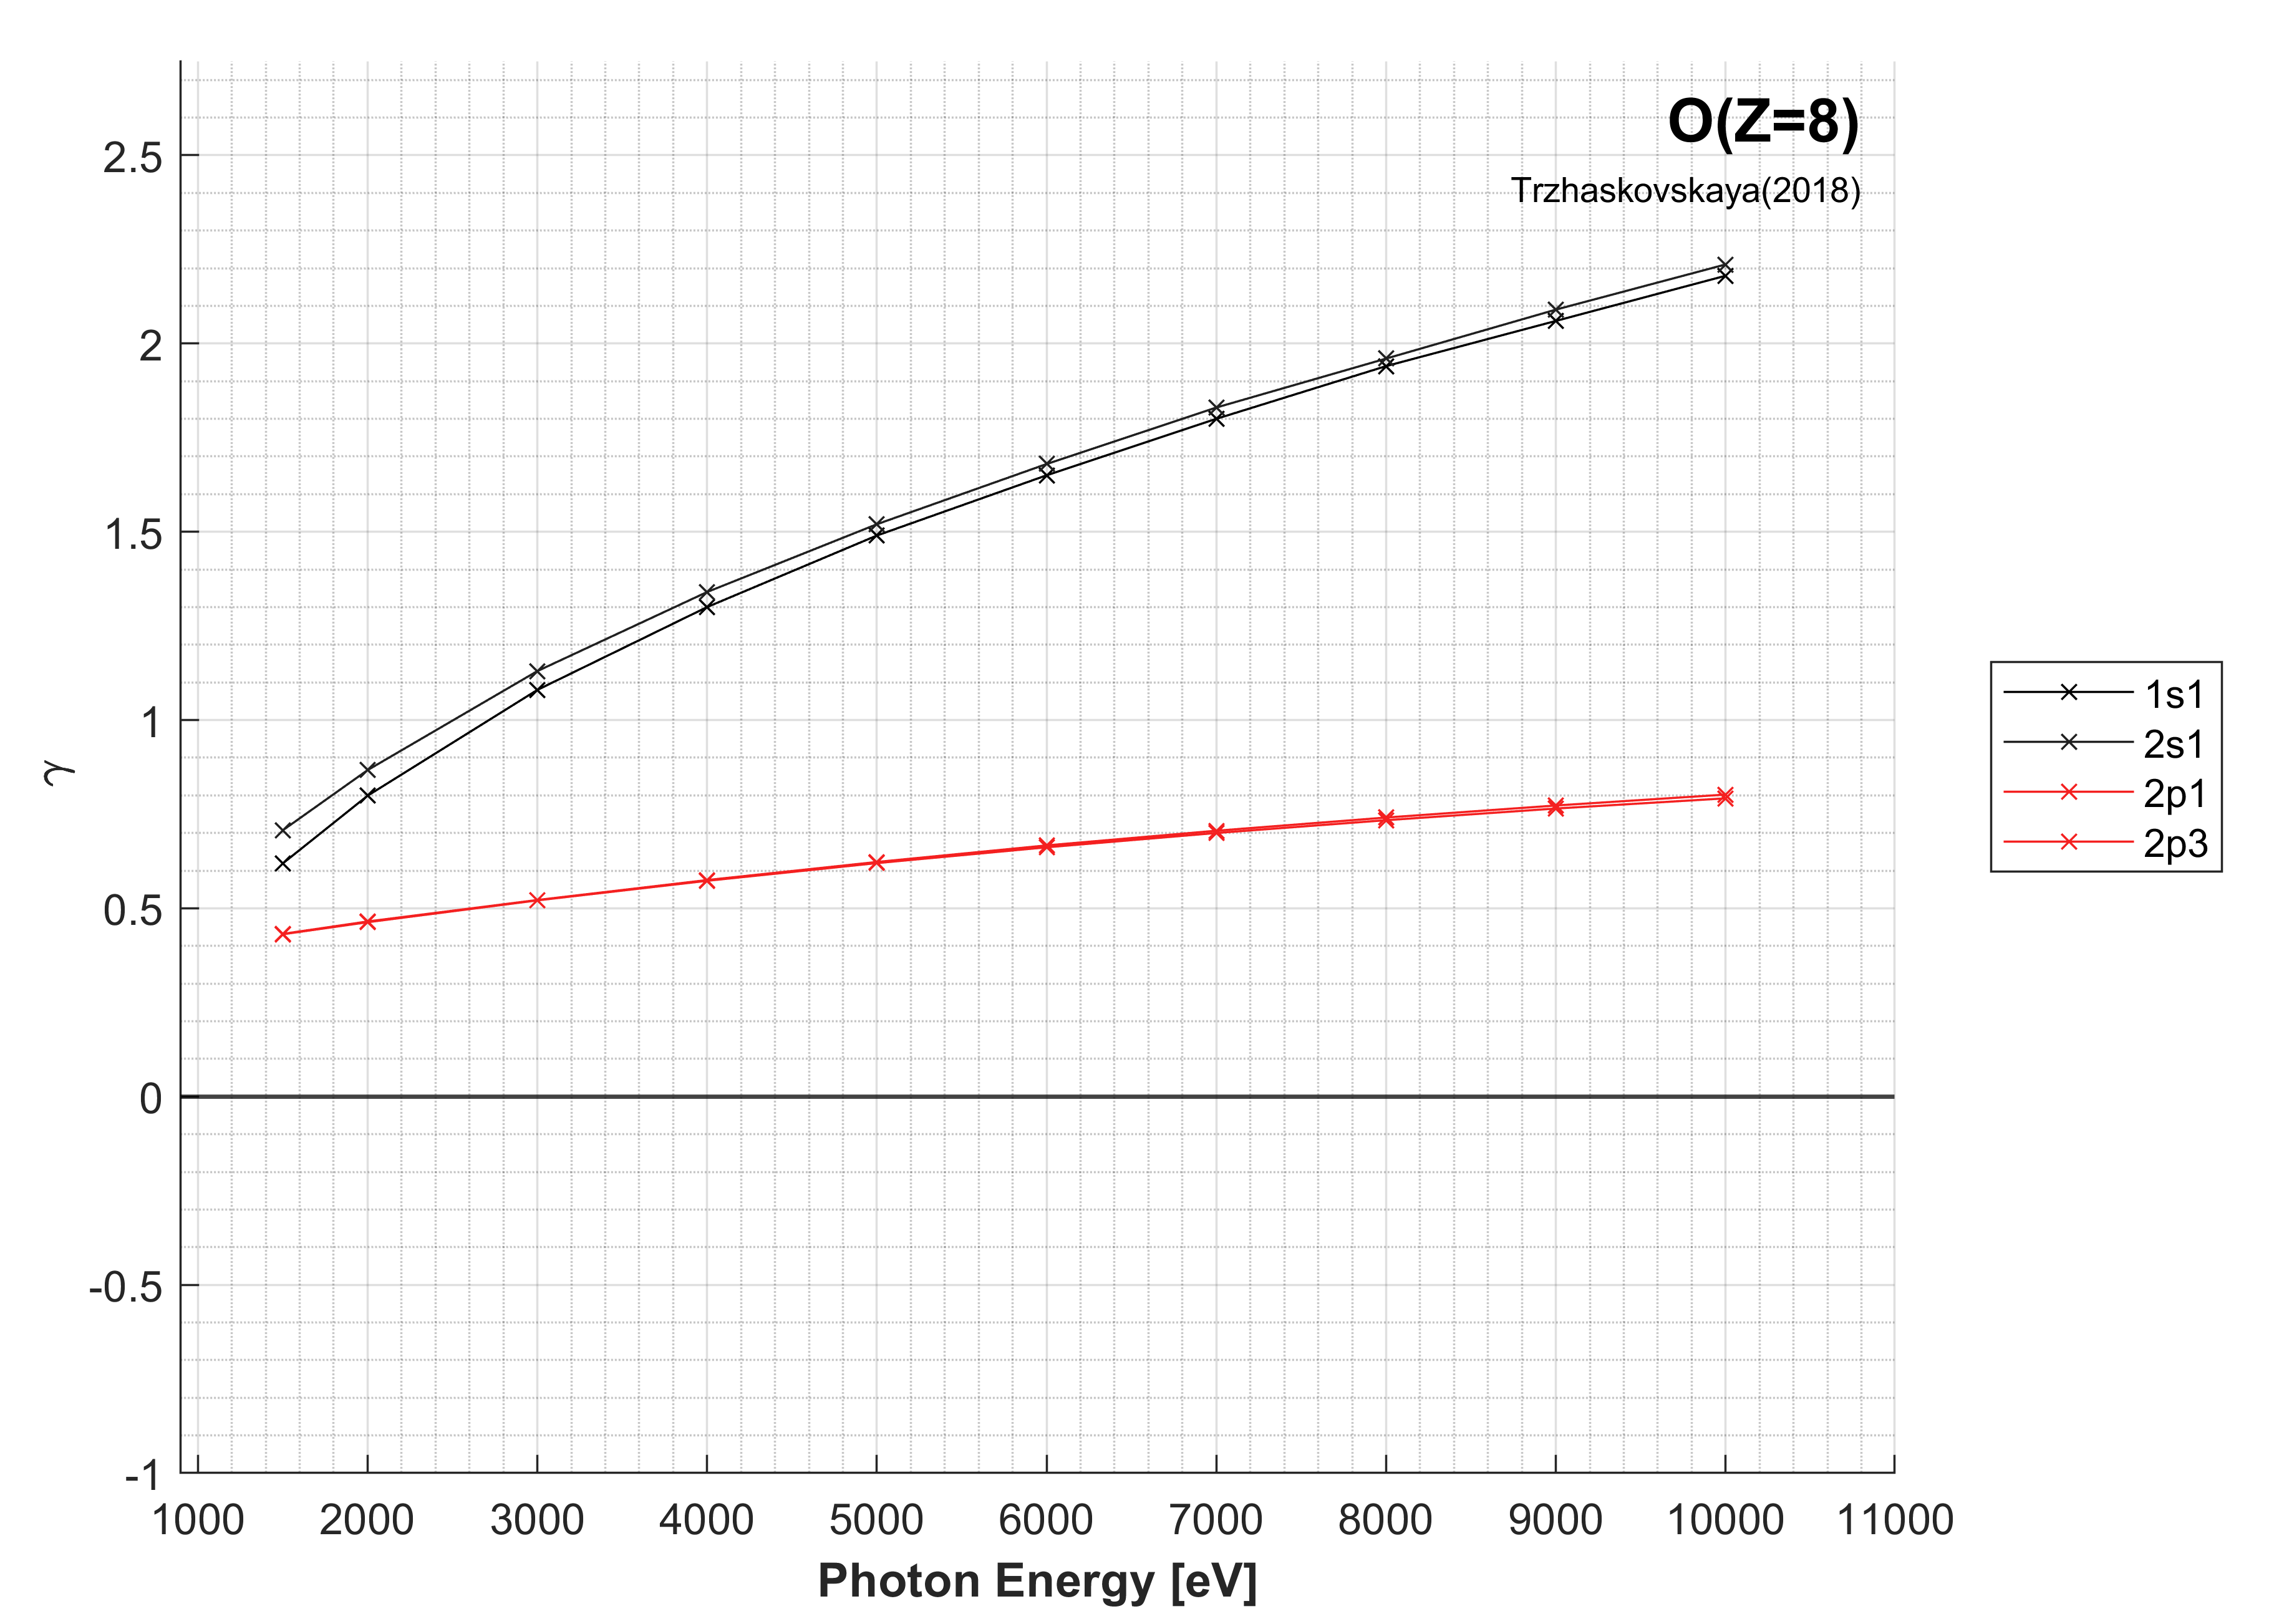 O(Z=8)
Trzhaskovskaya(2018)
2.5
2
1.5
1
0.5
0
-0.5
-1
γ
1000 2000 3000 4000 5000 6000 7000 8000 9000 10000 11000
Photon Energy [eV]
1s1
2s1
2p1
2p3